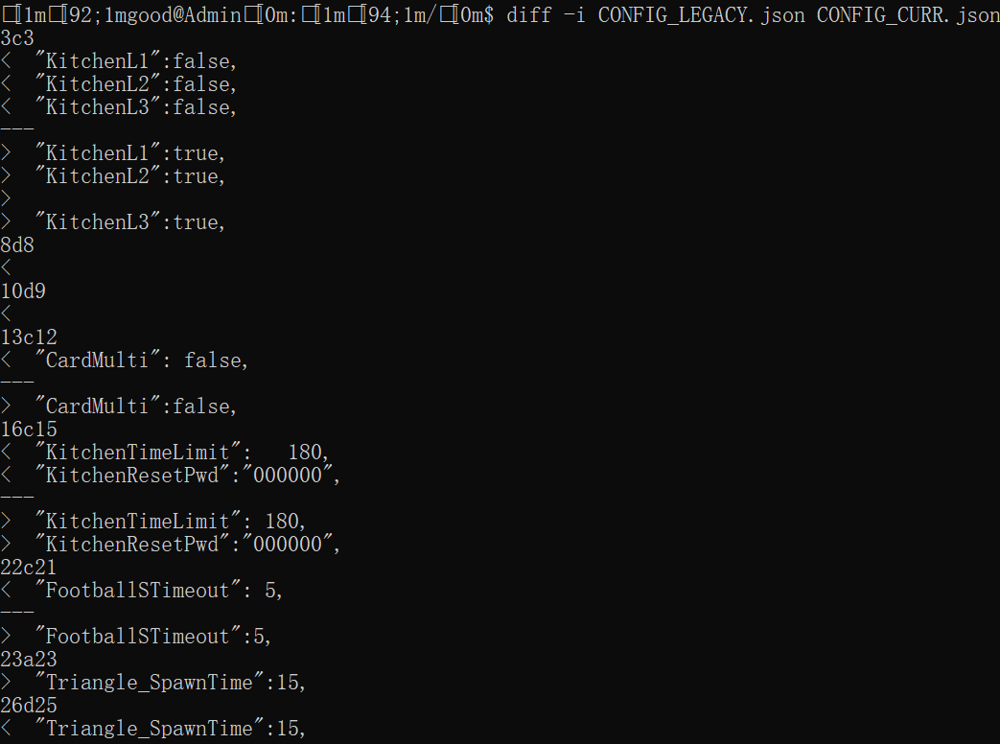 □[1m□[92;1mgood@Admin□[0m:□[1m□[94;1m/□[0m$ diff -i CONFIG_LEGACY.json CONFIG_CURR.json
3c3
<  "KitchenL1":false,
<  "KitchenL2":false,
<  "KitchenL3":false,
---
>  "KitchenL1":true,
>  "KitchenL2":true,
>
>  "KitchenL3":true,
8d8
<
10d9
<
13c12
<  "CardMulti": false,
---
>  "CardMulti":false,
16c15
<  "KitchenTimeLimit":   180,
<  "KitchenResetPwd":"000000",
---
>  "KitchenTimeLimit": 180,
>  "KitchenResetPwd":"000000",
22c21
<  "FootballSTimeout": 5,
---
>  "FootballSTimeout":5,
23a23
>  "Triangle_SpawnTime":15,
26d25
<  "Triangle_SpawnTime":15,